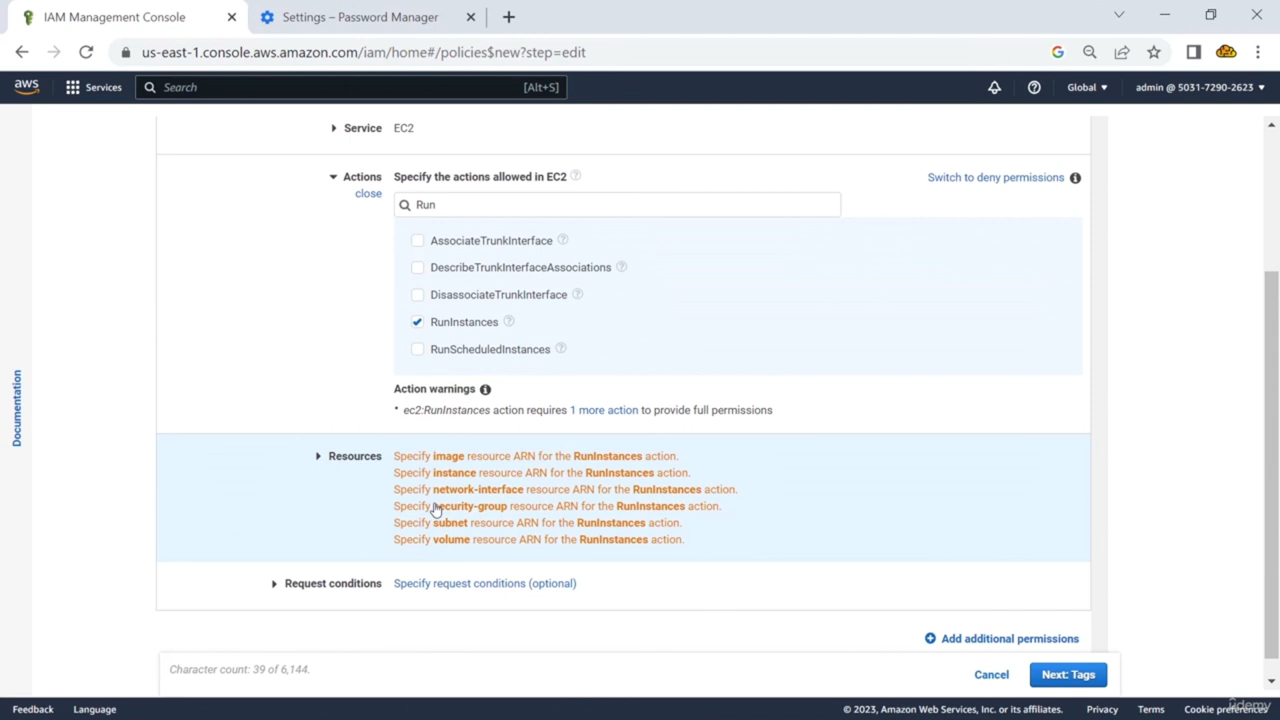 IAM Management Console
Settings – Password Manager
us-east-1.console.aws.amazon.com/iam/home#/policies$new?step=edit
aws Services Search [Alt+S] Global admin @ 5031-7290-2623
Service EC2
Actions Specify the actions allowed in EC2 Switch to deny permissions
close
Run
AssociateTrunkInterface
DescribeTrunkInterfaceAssociations
DisassociateTrunkInterface
RunInstances
RunScheduledInstances
Documentation
Action warnings
• ec2:RunInstances action requires 1 more action to provide full permissions
Resources Specify image resource ARN for the RunInstances action.
Specify instance resource ARN for the RunInstances action.
Specify network-interface resource ARN for the RunInstances action.
Specify security-group resource ARN for the RunInstances action.
Specify subnet resource ARN for the RunInstances action.
Specify volume resource ARN for the RunInstances action.
Request conditions Specify request conditions (optional)
Add additional permissions
Character count: 39 of 6,144.
Cancel Next: Tags
Feedback Language © 2023, Amazon Web Services, Inc. or its affiliates. Privacy Terms Cookie preferences
udemy